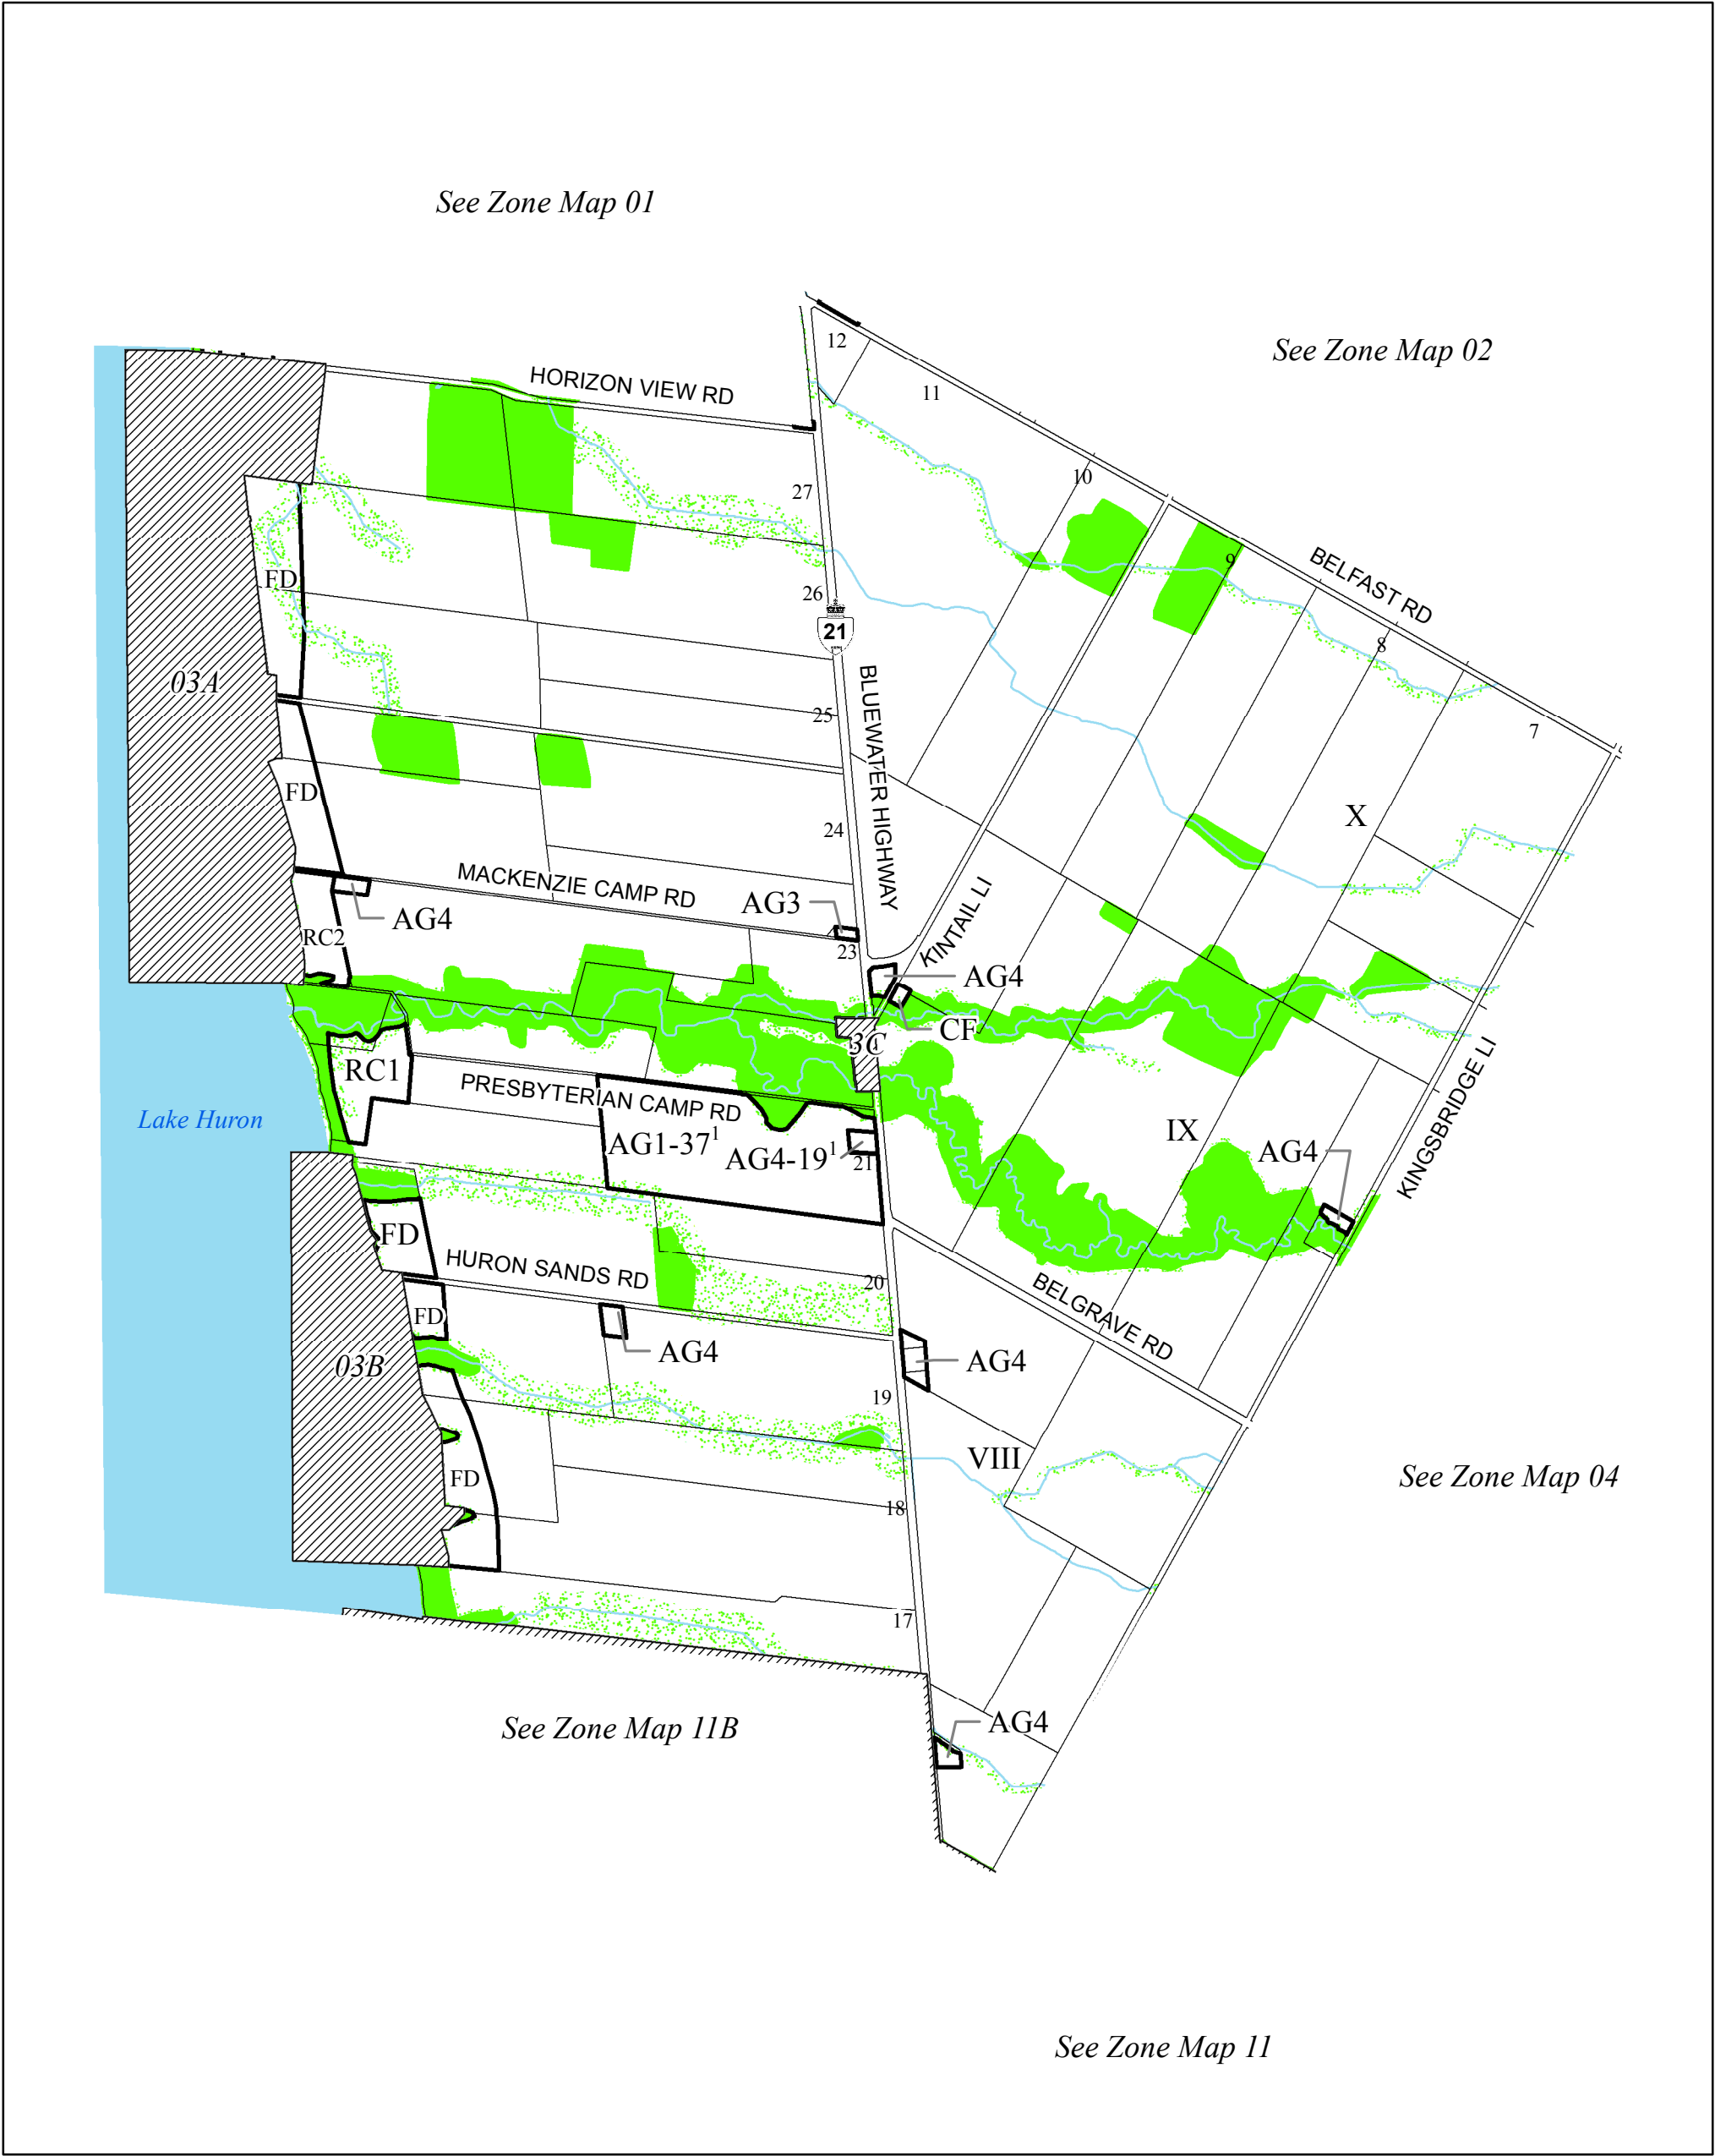 See Zone Map 01
See Zone Map 02
12
11
HORIZON VIEW RD
10
27
BELFAST RD
9
FD
26
21
8
03A
BLUEWATER HIGHWAY
25
7
FD
X
24
MACKENZIE CAMP RD
AG3
AG4
KINTAIL LI
RC2
23
AG4
CF
3C
RC1
PRESBYTERIAN CAMP RD
KINGSBRIDGE LI
Lake Huron
AG1-37¹
AG4-19¹
IX
AG4
21
FD
HURON SANDS RD
20
BELGRAVE RD
FD
AG4
AG4
03B
19
VIII
FD
See Zone Map 04
18
17
See Zone Map 11B
AG4
See Zone Map 11